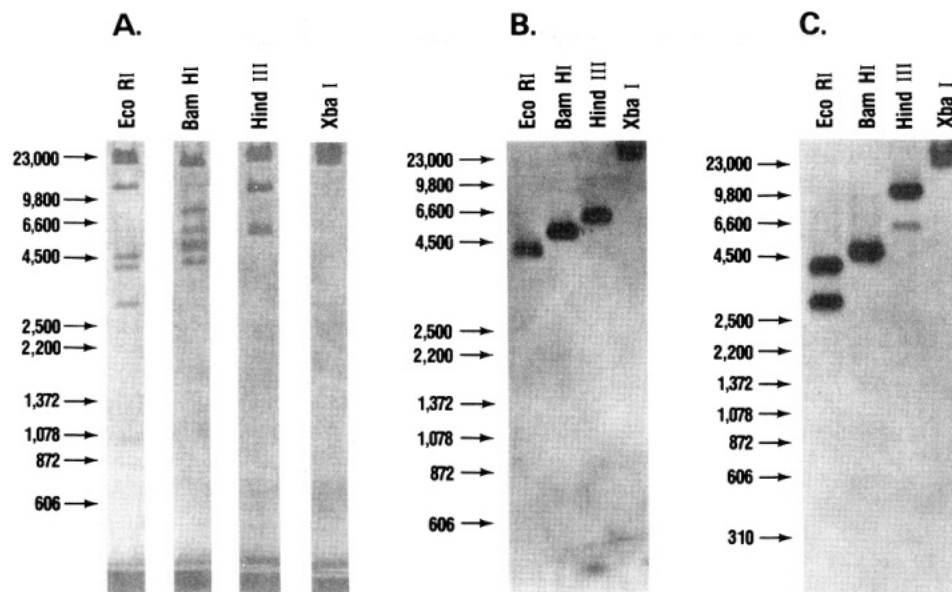 A.
Eco RI
Bam HI
Hind III
Xba I
23,000
9,800
6,600
4,500
2,500
2,200
1,372
1,078
872
606
B.
Eco RI
Bam HI
Hind III
Xba I
23,000
9,800
6,600
4,500
2,500
2,200
1,372
1,078
872
606
C.
Eco RI
Bam HI
Hind III
Xba I
23,000
9,800
6,600
4,500
2,500
2,200
1,372
1,078
872
606
310